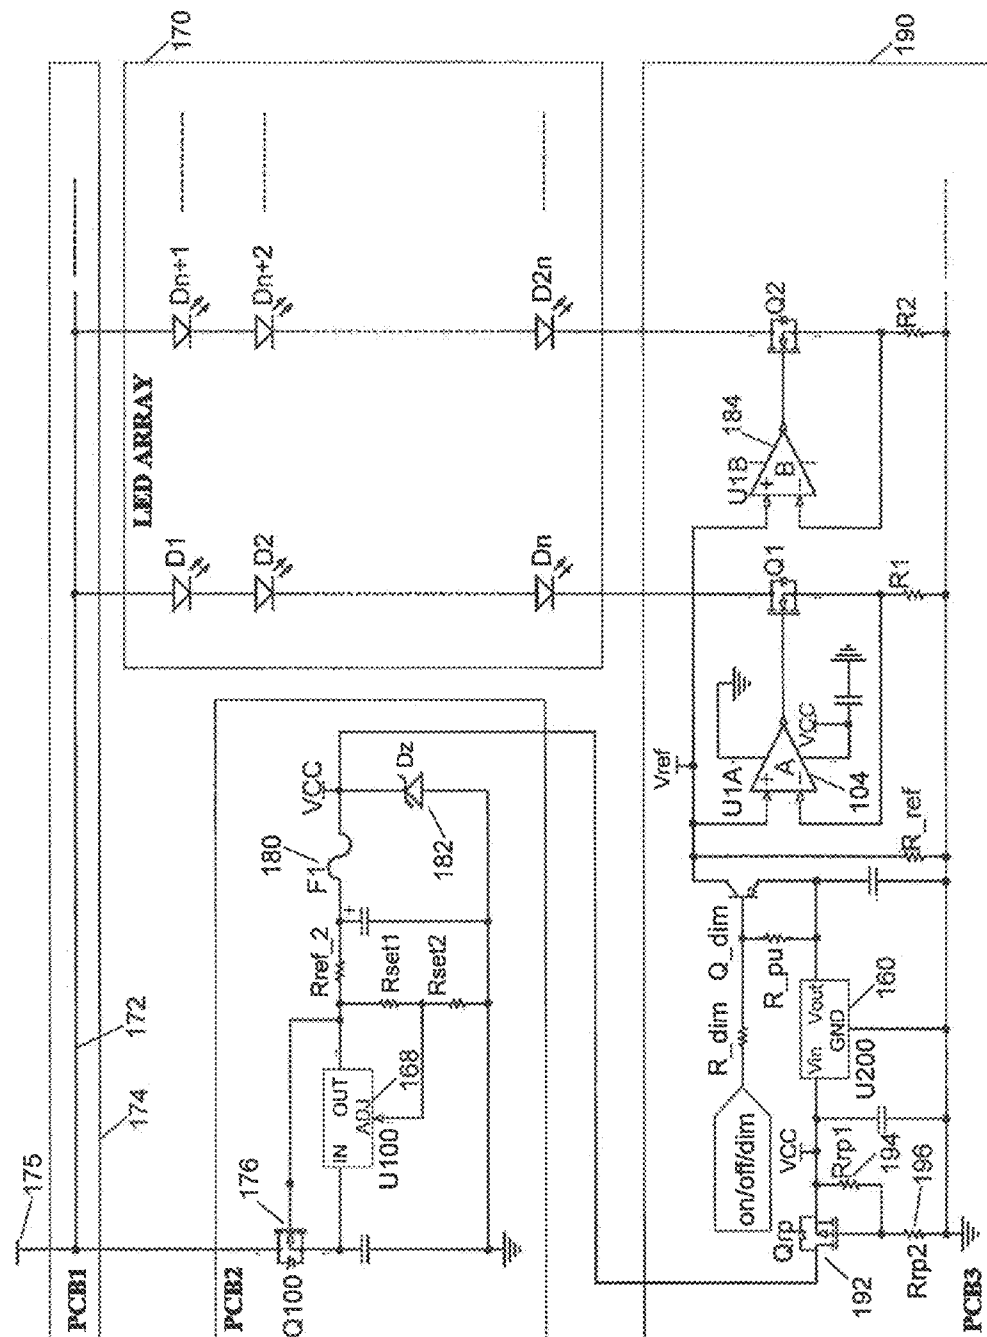 175
174
172
170
PCB1
LED ARRAY
D1
Dn+1
D2
Dn+2
Dn
D2n
PCB2
Q100
176
IN OUT
ADJ
168
U100
Rref_2
Rset1
Rset2
F1
180
VCC
Dz
182
190
Vref
U1A
+
A
-
104
VCC
Q1
R1
U1B
+
B
-
184
Q2
R2
R_ref
R_dim
Q_dim
R_pu
on/off/dim
Vin
Vout
GND
160
U200
VCC
Rrp1
194
Qrp
192
Rrp2
196
PCB3